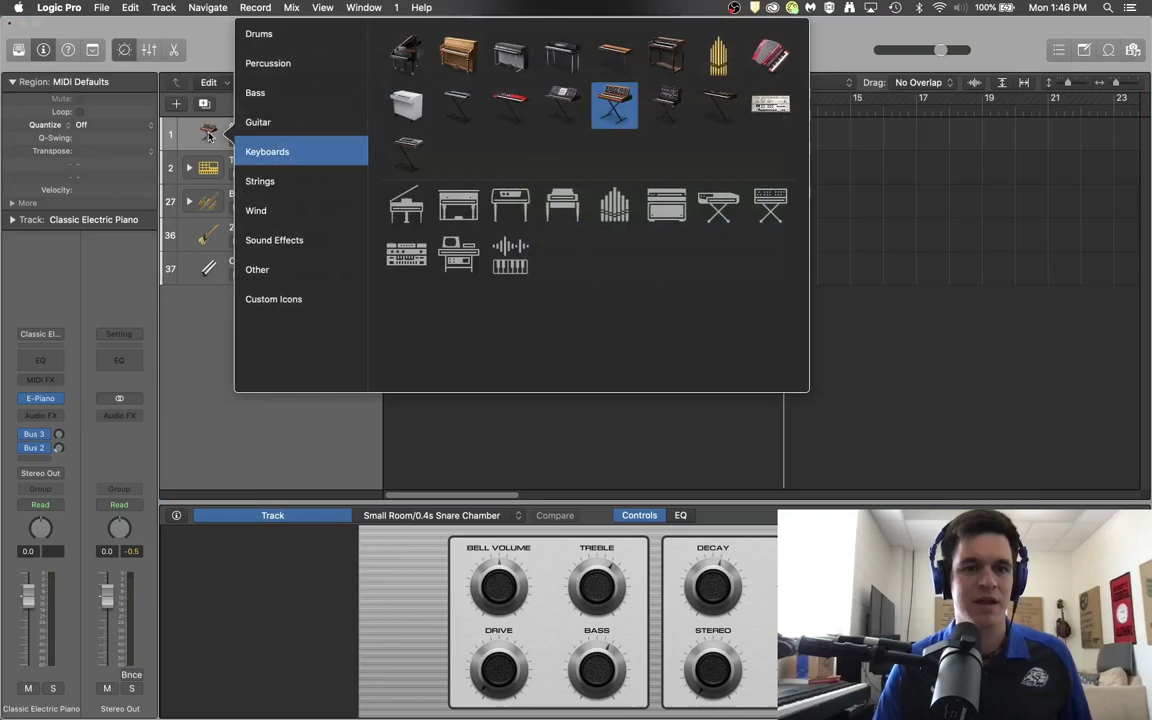 Logic Pro File Edit Track Navigate Record Mix View Window 1 Help 100% Mon 1:46 PM
Region: MIDI Defaults
Mute:
Loop:
Quantize Off
Q-Swing:
Transpose:
Velocity:
More
Track: Classic Electric Piano
Edit
Drag: No Overlap
15 17 19 21 23
1
2
27
36
37
Drums
Percussion
Bass
Guitar
Keyboards
Strings
Wind
Sound Effects
Other
Custom Icons
Classic El... Setting
EQ EQ
MIDI FX
E-Piano
Audio FX Audio FX
Bus 3
Bus 2
Stereo Out
Group Group
Read Read
0.0 0.0 -0.5
Bnce
M S M S
Classic Electric Piano Stereo Out
Track Small Room/0.4s Snare Chamber Compare Controls EQ
BELL VOLUME TREBLE DECAY
DRIVE BASS STEREO